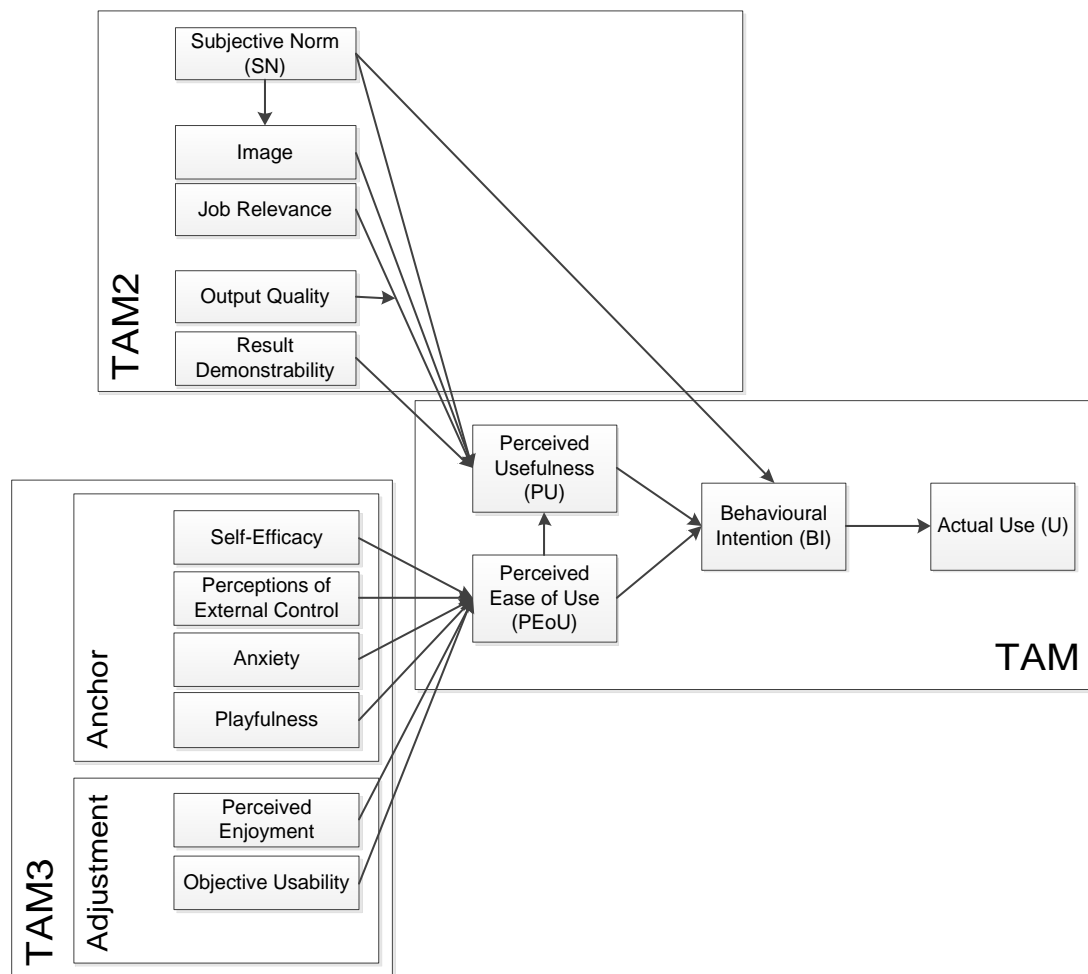 Subjective Norm
(SN)
Image
Job Relevance
Output Quality
Result
Demonstrability
TAM2
Perceived
Usefulness
(PU)
Perceived
Ease of Use
(PEoU)
Behavioural
Intention (BI)
Actual Use (U)
TAM
Self-Efficacy
Perceptions of
External Control
Anxiety
Playfulness
Anchor
Perceived
Enjoyment
Objective Usability
Adjustment
TAM3